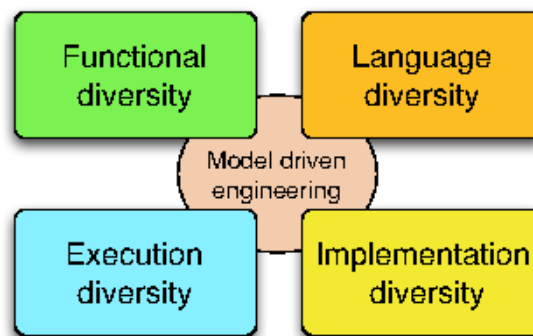 Functional
diversity
Language
diversity
Model driven
engineering
Execution
diversity
Implementation
diversity